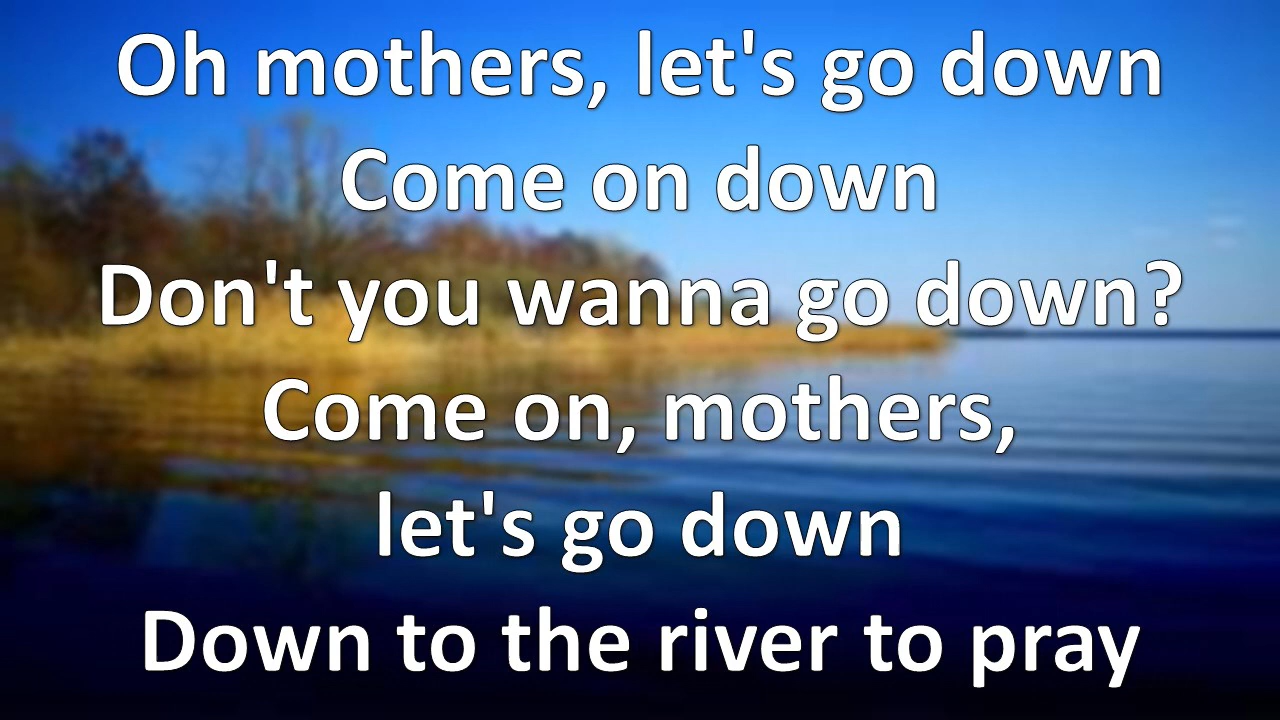 Oh mothers, let's go down
Come on down
Don't you wanna go down?
Come on, mothers,
let's go down
Down to the river to pray